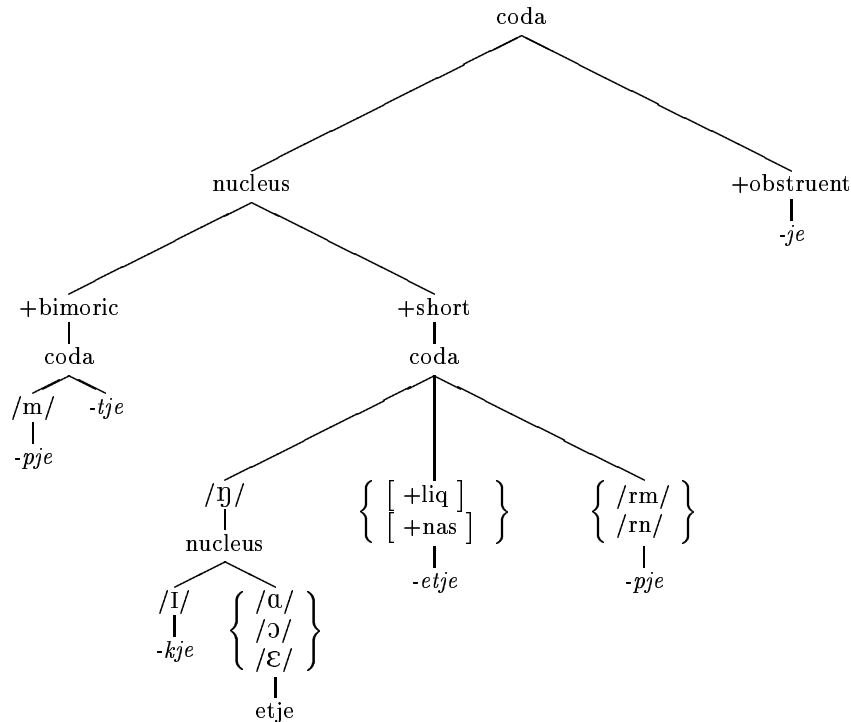 coda
nucleus +obstruent
-je
+bimoric +short
coda coda
/m/ -tje
-pje
/ŋ/ { [ +liq ] } { /rm/ }
[ +nas ] /rn/
nucleus
-etje -pje
/ɪ/ { /ɑ/ }
/ɔ/
-kje
/ɛ/
etje